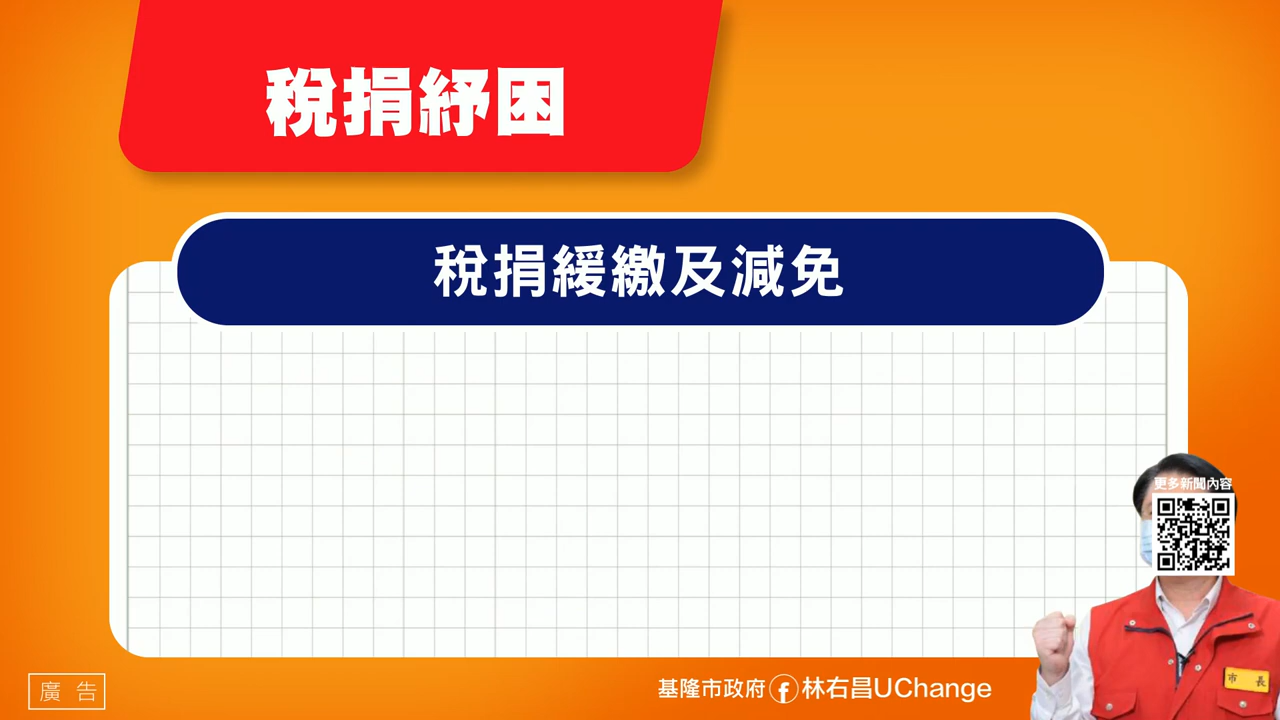 稅捐紓困
稅捐緩繳及減免
更多新聞內容
市長
廣告
基隆市政府 f 林右昌UChange